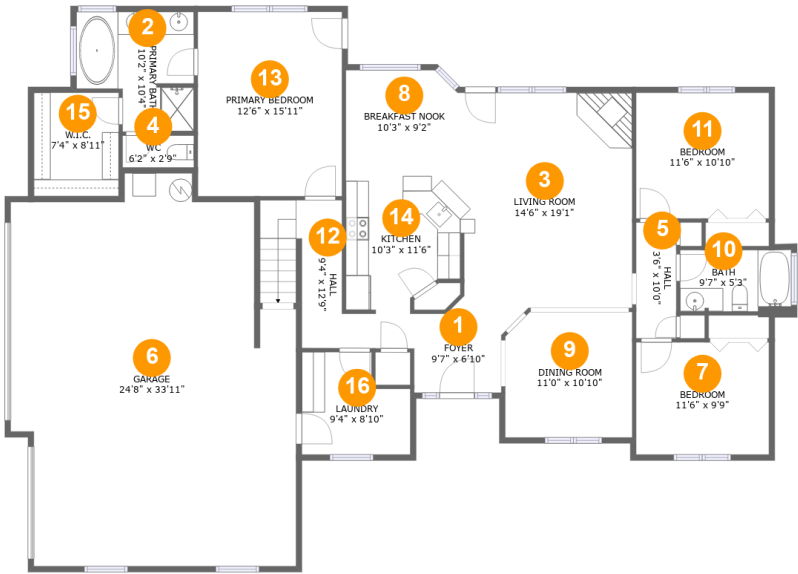 2
PRIMARY BATH
10'2" x 10'4"
13
PRIMARY BEDROOM
12'6" x 15'11"
8
BREAKFAST NOOK
10'3" x 9'2"
15
W.I.C.
7'4" x 8'11"
4
WC
6'2" x 2'9"
11
BEDROOM
11'6" x 10'10"
3
LIVING ROOM
14'6" x 19'1"
14
KITCHEN
10'3" x 11'6"
12
HALL
9'4" x 12'9"
5
HALL
3'6" x 10'0"
10
BATH
9'7" x 5'3"
1
FOYER
9'7" x 6'10"
6
GARAGE
24'8" x 33'11"
9
DINING ROOM
11'0" x 10'10"
7
BEDROOM
11'6" x 9'9"
16
LAUNDRY
9'4" x 8'10"